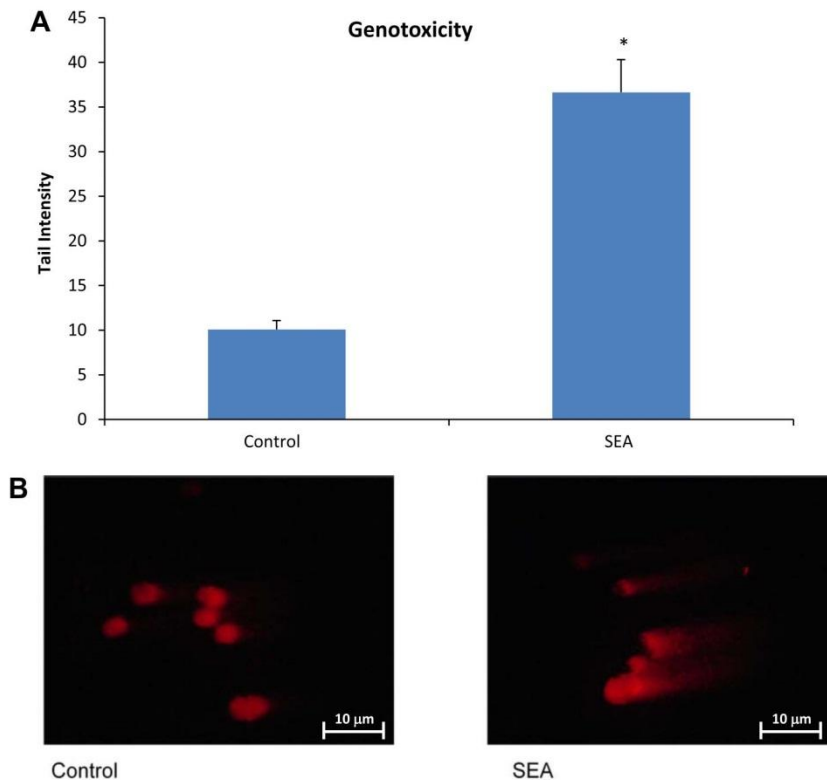 A
Genotoxicity
*
Tail Intensity
45
40
35
30
25
20
15
10
5
0
Control
SEA
B
10 μm
10 μm
Control
SEA